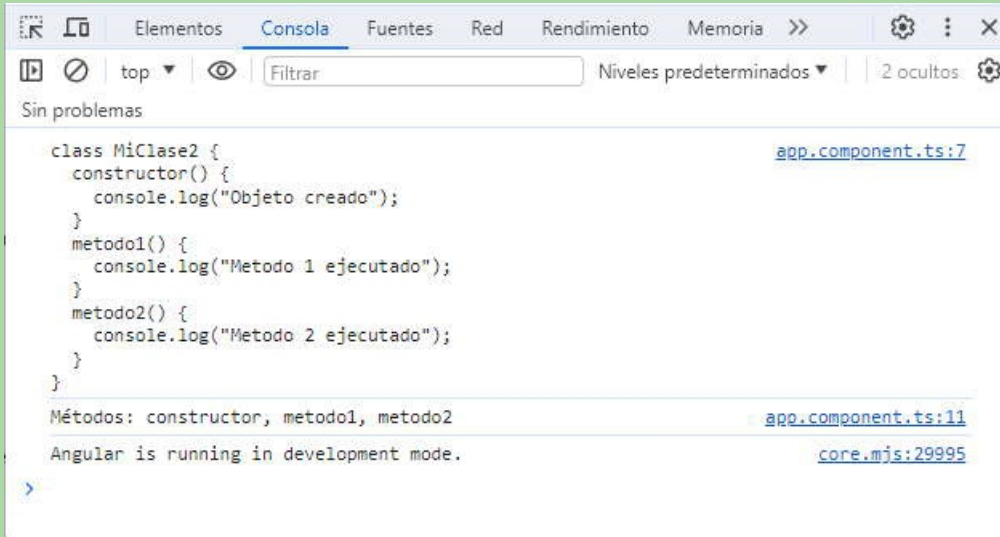 Elementos Consola Fuentes Red Rendimiento Memoria
top Filtrar Niveles predeterminados 2 ocultos
Sin problemas
class MiClase2 { app.component.ts:7
constructor() {
console.log("Objeto creado");
}
metodo1() {
console.log("Metodo 1 ejecutado");
}
metodo2() {
console.log("Metodo 2 ejecutado");
}
}
Métodos: constructor, metodo1, metodo2 app.component.ts:11
Angular is running in development mode. core.mjs:29995